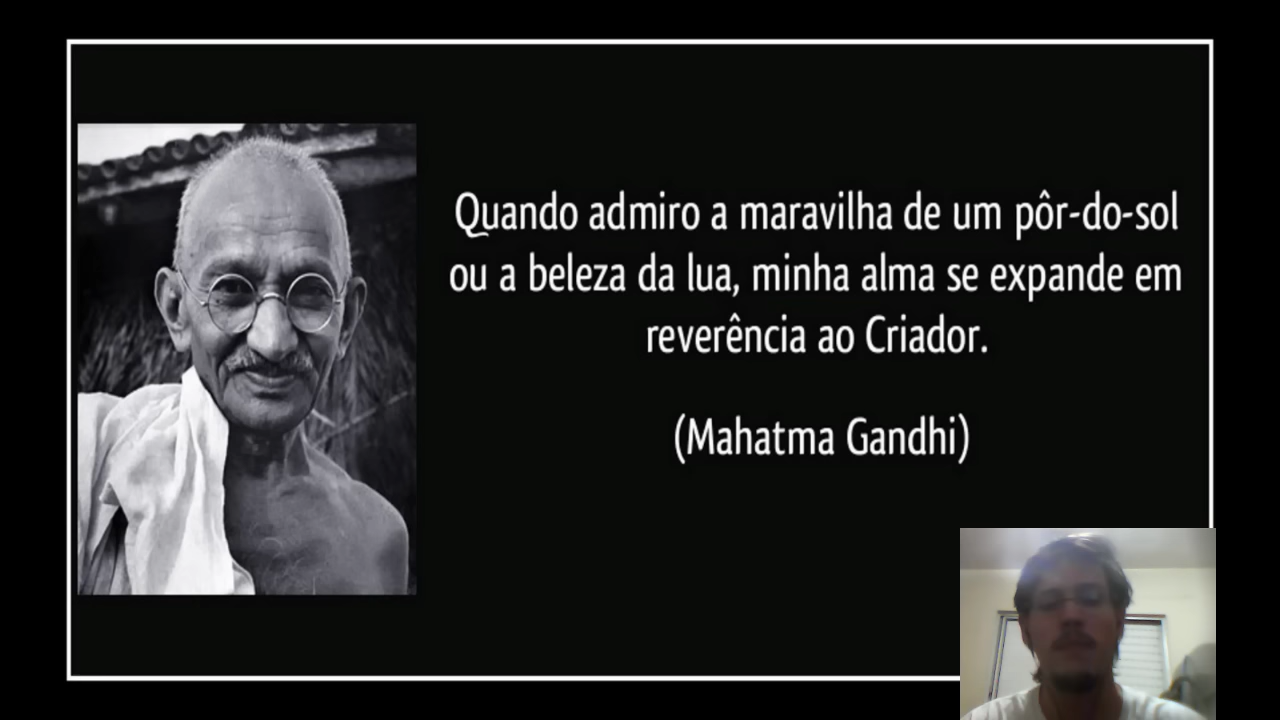 Quando admiro a maravilha de um pôr-do-sol
ou a beleza da lua, minha alma se expande em
reverência ao Criador.
(Mahatma Gandhi)